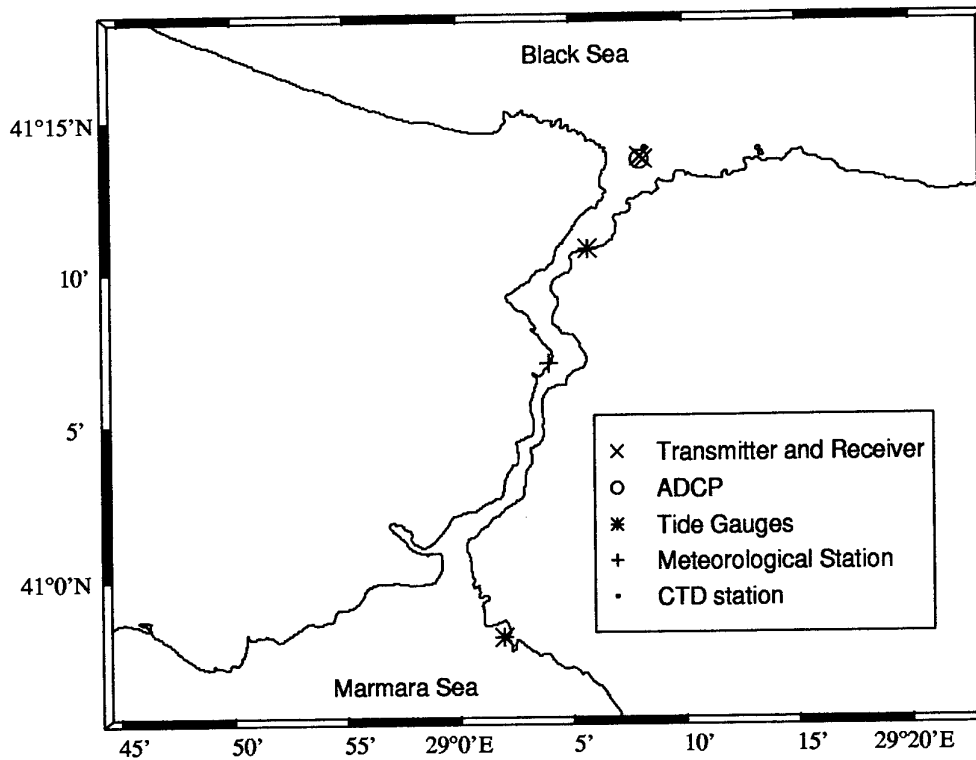 Black Sea
41°15'N
10'
5'
41°0'N
Transmitter and Receiver
ADCP
Tide Gauges
Meteorological Station
CTD station
Marmara Sea
45'
50'
55'
29°0'E
5'
10'
15'
29°20'E